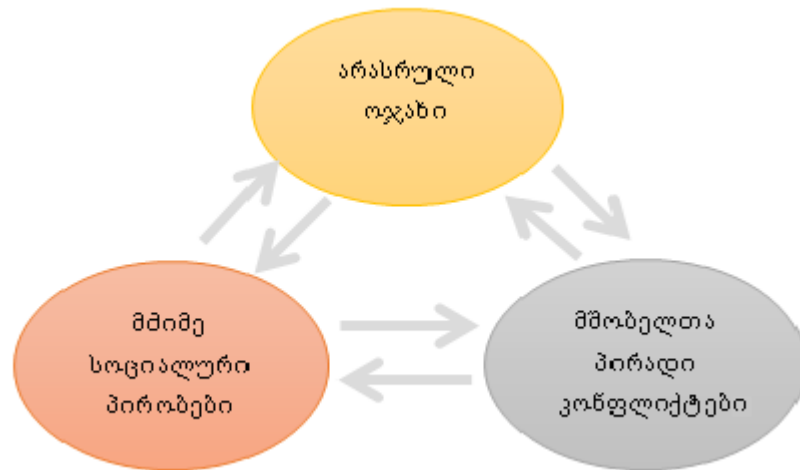 არასრული
ოჯახი
მძიმე
სოციალური
პირობები
მშობელთა
პირადი
კონფლიქტები